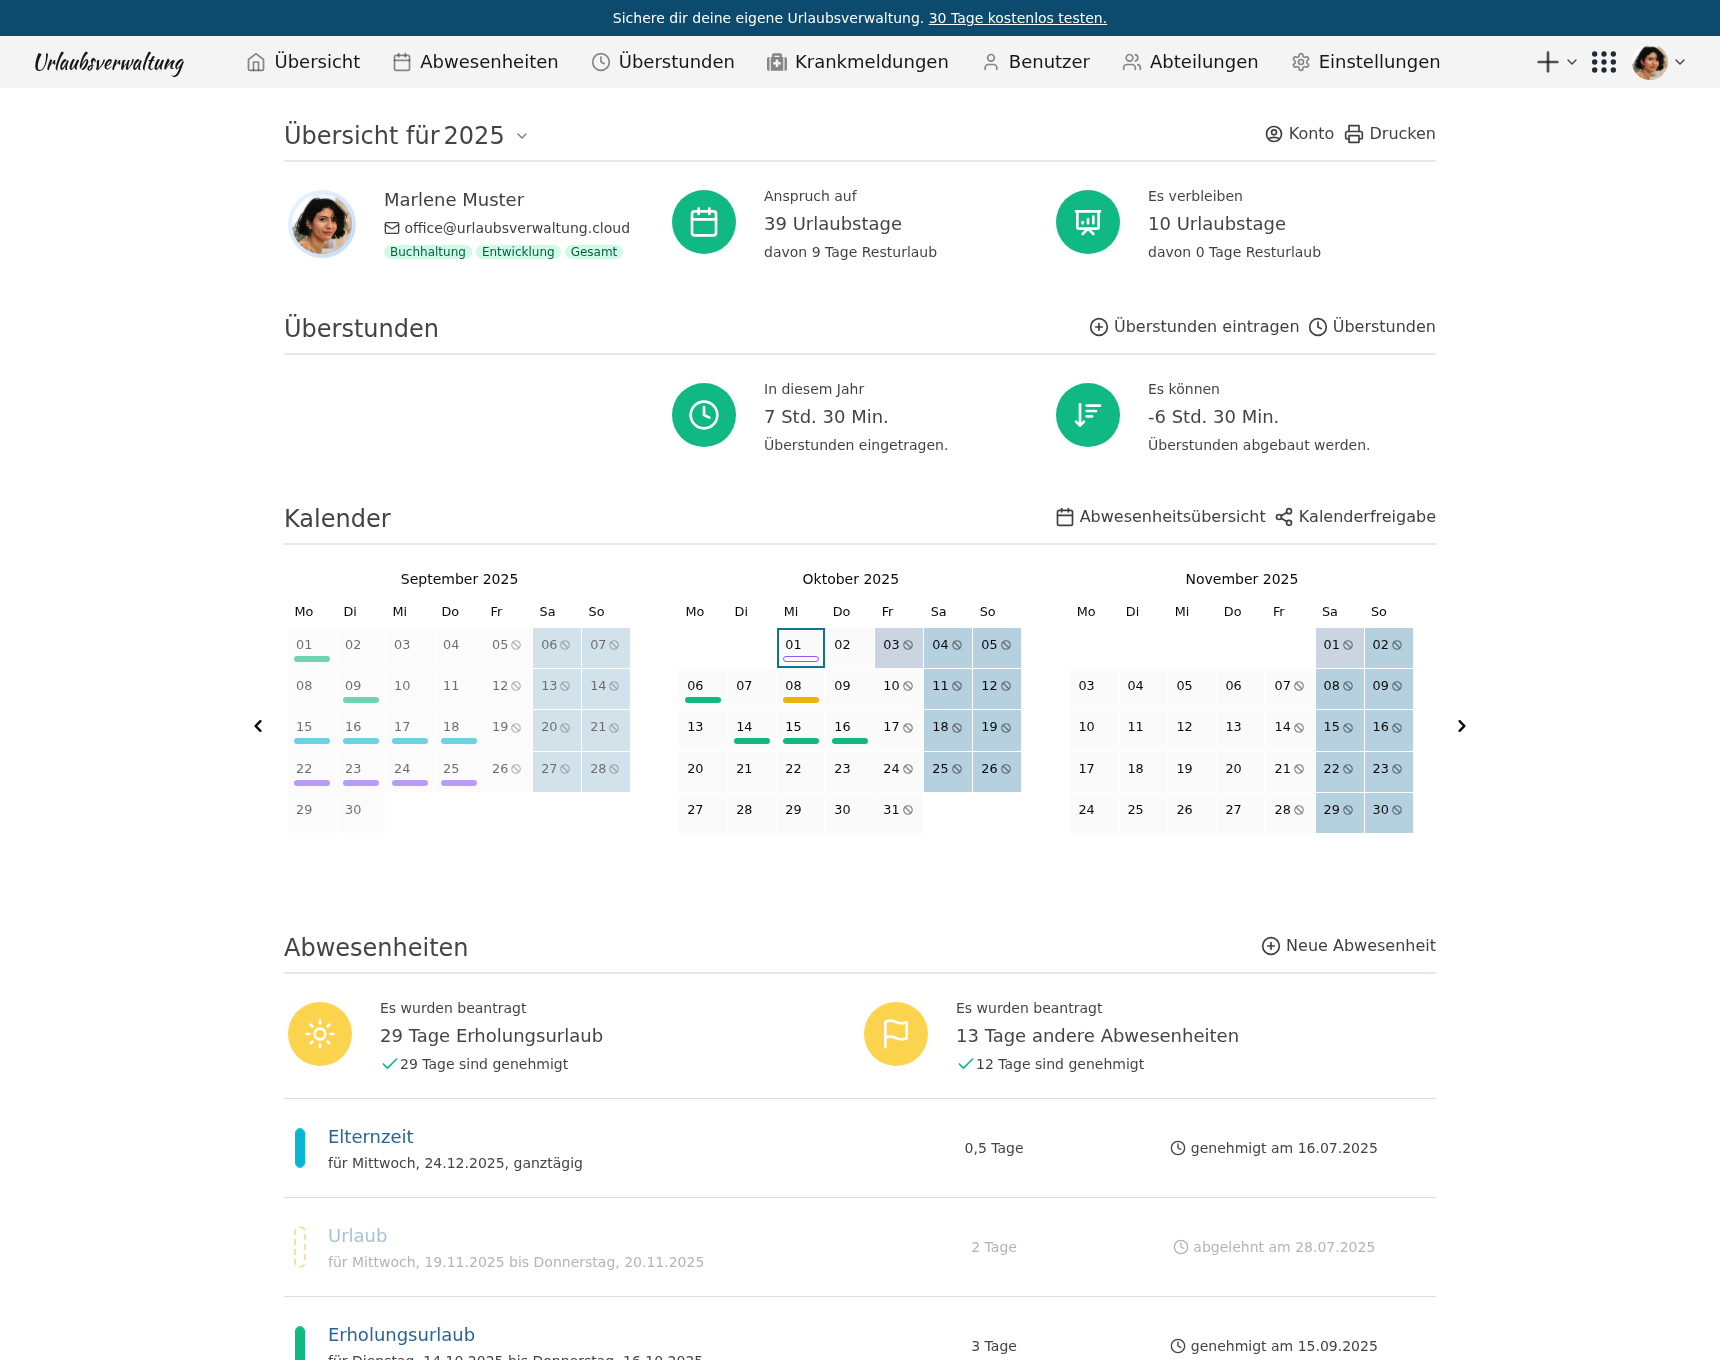 Sichere dir deine eigene Urlaubsverwaltung. 30 Tage kostenlos testen.
Urlaubsverwaltung Übersicht Abwesenheiten Überstunden Krankmeldungen Benutzer Abteilungen Einstellungen
Übersicht für 2025 Konto Drucken
Marlene Muster
office@urlaubsverwaltung.cloud
Buchhaltung Entwicklung Gesamt
Anspruch auf
39 Urlaubstage
davon 9 Tage Resturlaub
Es verbleiben
10 Urlaubstage
davon 0 Tage Resturlaub
Überstunden Überstunden eintragen Überstunden
In diesem Jahr
7 Std. 30 Min.
Überstunden eingetragen.
Es können
-6 Std. 30 Min.
Überstunden abgebaut werden.
Kalender Abwesenheitsübersicht Kalenderfreigabe
September 2025
Mo Di Mi Do Fr Sa So
01 02 03 04 05 06 07
08 09 10 11 12 13 14
15 16 17 18 19 20 21
22 23 24 25 26 27 28
29 30
Oktober 2025
Mo Di Mi Do Fr Sa So
01 02 03 04 05
06 07 08 09 10 11 12
13 14 15 16 17 18 19
20 21 22 23 24 25 26
27 28 29 30 31
November 2025
Mo Di Mi Do Fr Sa So
01 02
03 04 05 06 07 08 09
10 11 12 13 14 15 16
17 18 19 20 21 22 23
24 25 26 27 28 29 30
Abwesenheiten Neue Abwesenheit
Es wurden beantragt
29 Tage Erholungsurlaub
29 Tage sind genehmigt
Es wurden beantragt
13 Tage andere Abwesenheiten
12 Tage sind genehmigt
Elternzeit
für Mittwoch, 24.12.2025, ganztägig
0,5 Tage
genehmigt am 16.07.2025
Urlaub
für Mittwoch, 19.11.2025 bis Donnerstag, 20.11.2025
2 Tage
abgelehnt am 28.07.2025
Erholungsurlaub
für Dienstag, 14.10.2025 bis Donnerstag, 16.10.2025
3 Tage
genehmigt am 15.09.2025